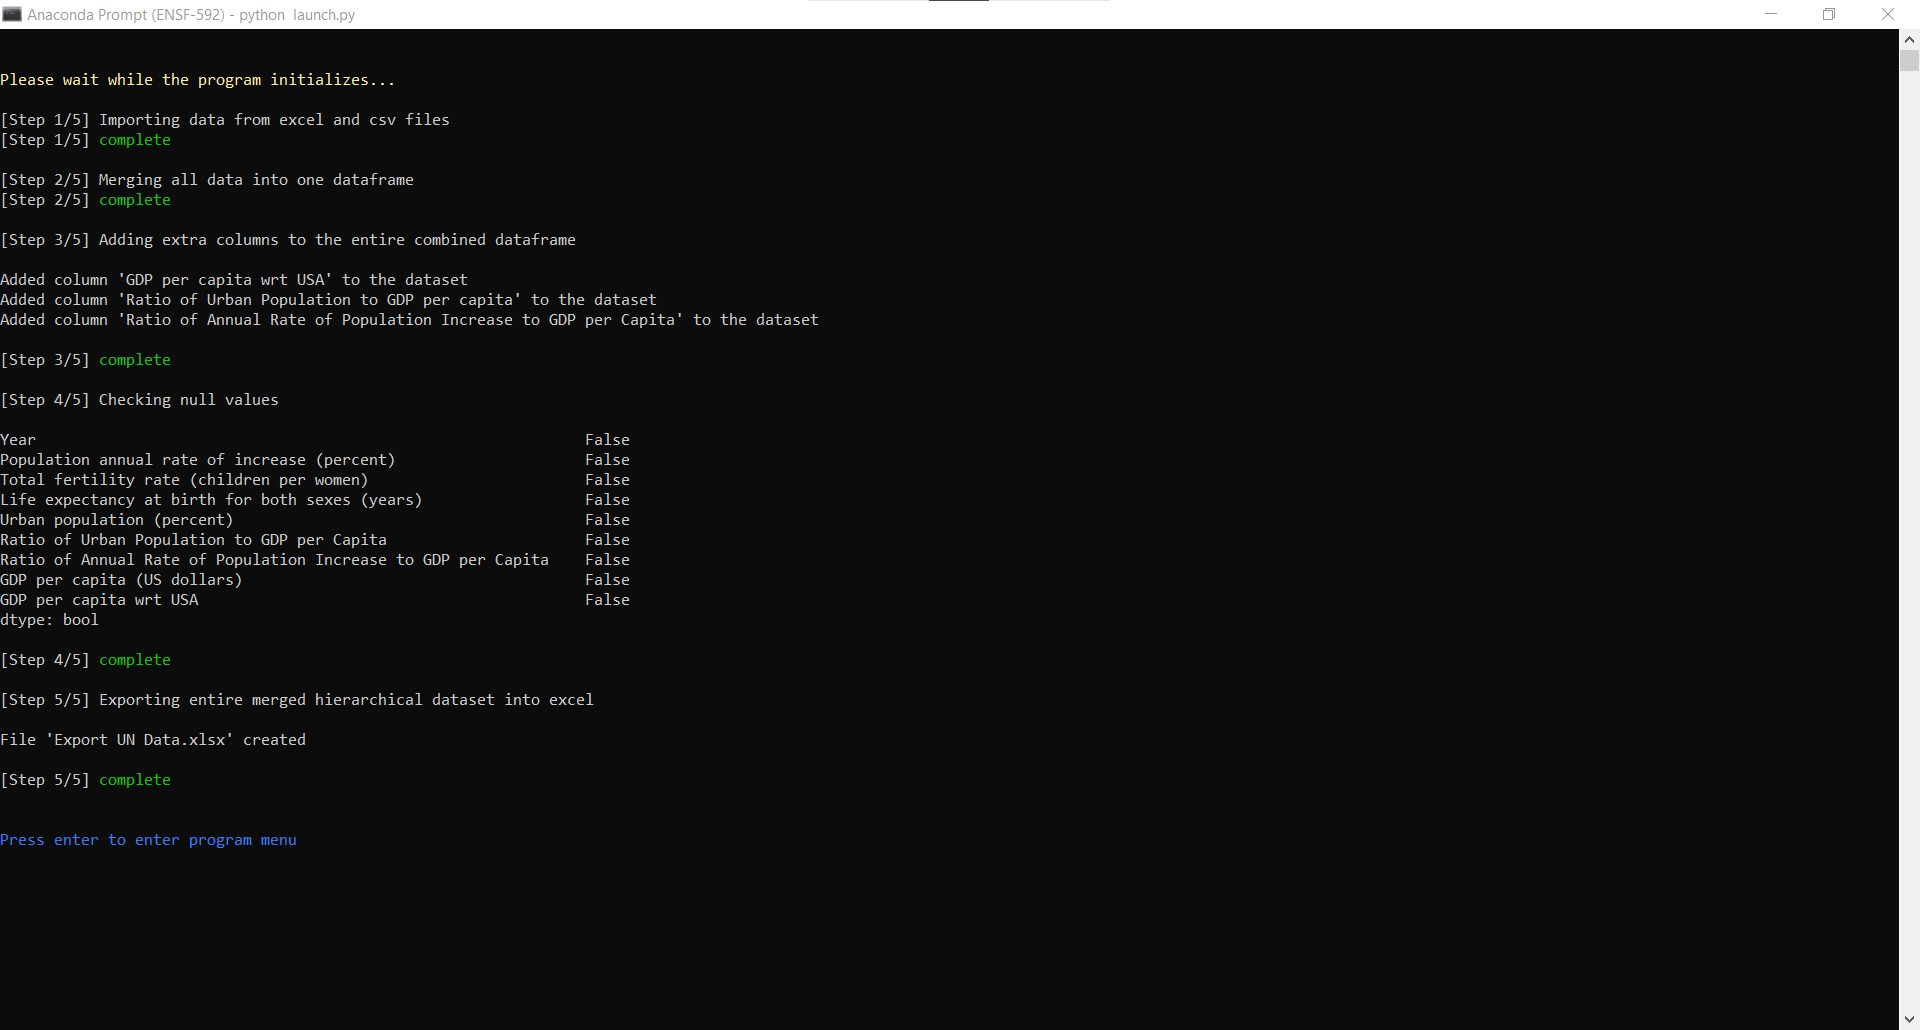 Anaconda Prompt (ENSF-592) - python  launch.py
Please wait while the program initializes...
[Step 1/5] Importing data from excel and csv files
[Step 1/5] complete
[Step 2/5] Merging all data into one dataframe
[Step 2/5] complete
[Step 3/5] Adding extra columns to the entire combined dataframe
Added column 'GDP per capita wrt USA' to the dataset
Added column 'Ratio of Urban Population to GDP per capita' to the dataset
Added column 'Ratio of Annual Rate of Population Increase to GDP per Capita' to the dataset
[Step 3/5] complete
[Step 4/5] Checking null values
Year False
Population annual rate of increase (percent) False
Total fertility rate (children per women) False
Life expectancy at birth for both sexes (years) False
Urban population (percent) False
Ratio of Urban Population to GDP per Capita False
Ratio of Annual Rate of Population Increase to GDP per Capita False
GDP per capita (US dollars) False
GDP per capita wrt USA False
dtype: bool
[Step 4/5] complete
[Step 5/5] Exporting entire merged hierarchical dataset into excel
File 'Export UN Data.xlsx' created
[Step 5/5] complete
Press enter to enter program menu